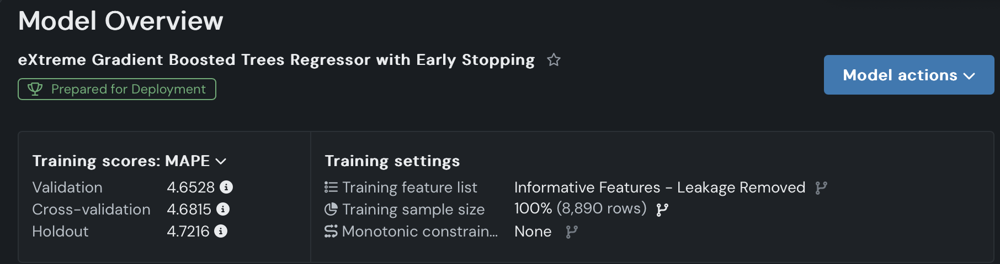 Model Overview
eXtreme Gradient Boosted Trees Regressor with Early Stopping
Prepared for Deployment
Model actions
Training scores: MAPE
Validation 4.6528
Cross-validation 4.6815
Holdout 4.7216
Training settings
Training feature list Informative Features - Leakage Removed
Training sample size 100% (8,890 rows)
Monotonic constrain... None